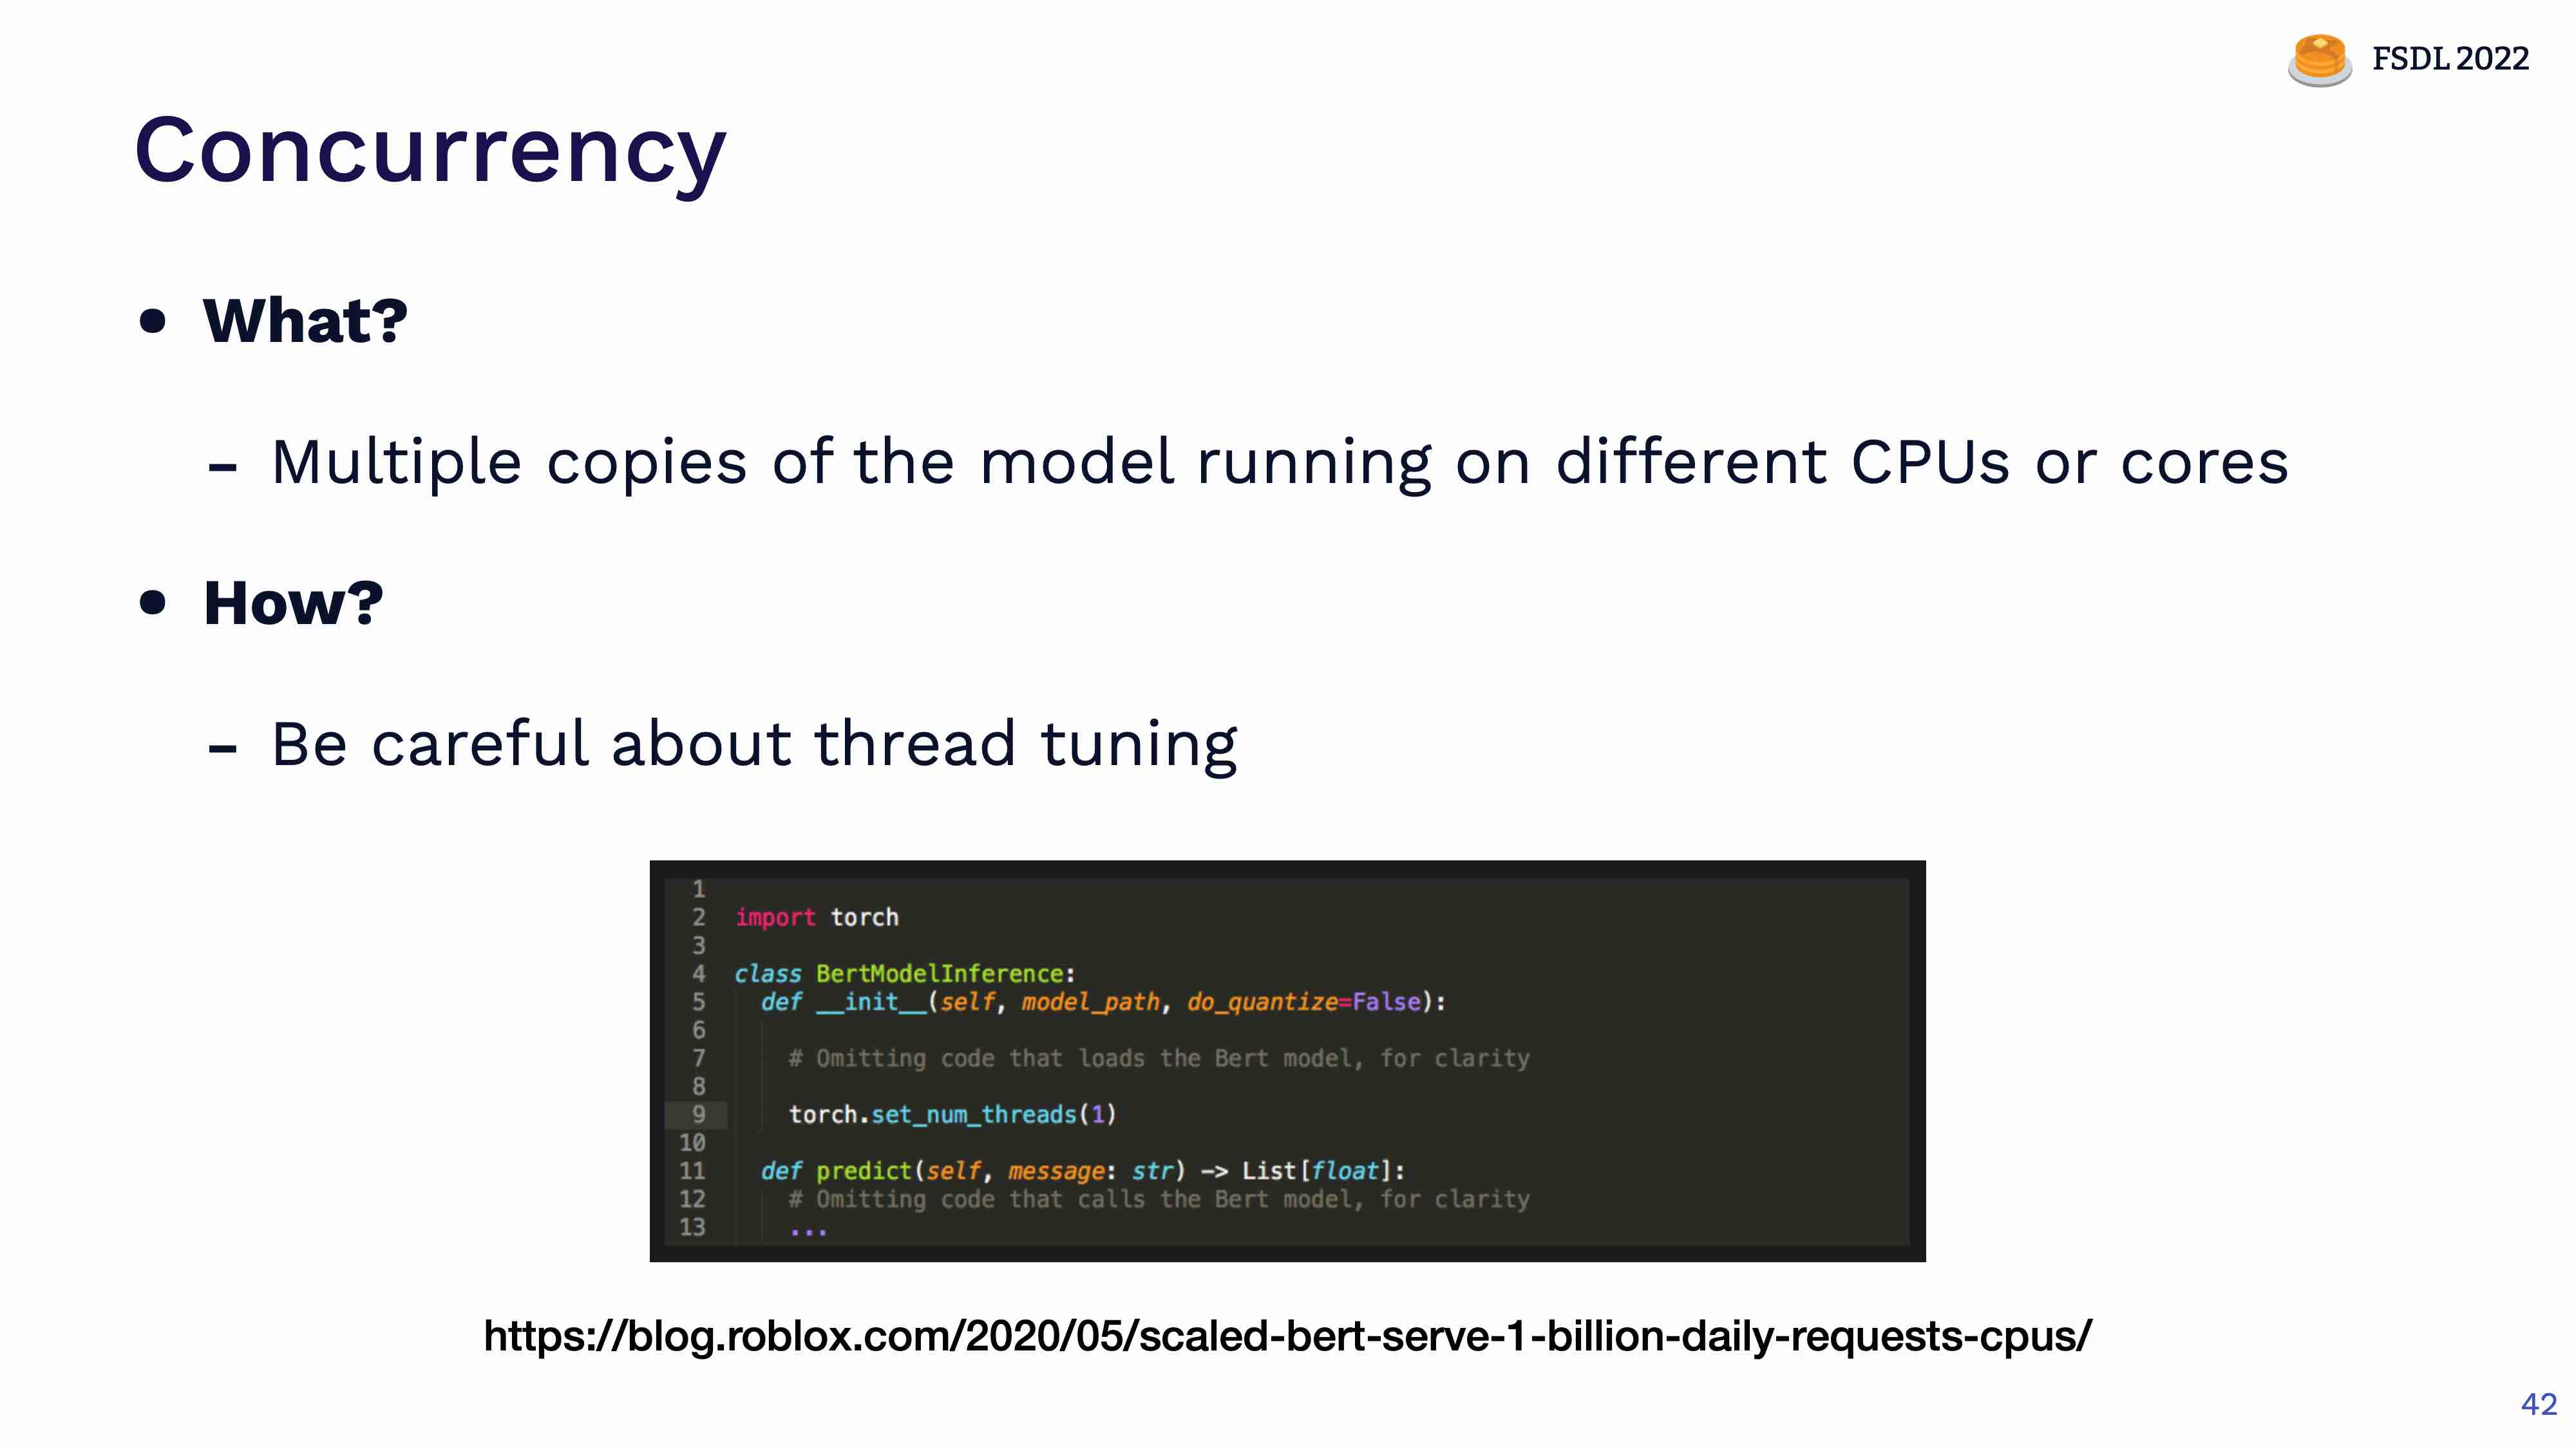 FSDL 2022
Concurrency
• What?
- Multiple copies of the model running on different CPUs or cores
• How?
- Be careful about thread tuning
1
2 import torch
3
4 class BertModelInference:
5 def __init__(self, model_path, do_quantize=False):
6
7 # Omitting code that loads the Bert model, for clarity
8
9 torch.set_num_threads(1)
10
11 def predict(self, message: str) -> List[float]:
12 # Omitting code that calls the Bert model, for clarity
13 ...
https://blog.roblox.com/2020/05/scaled-bert-serve-1-billion-daily-requests-cpus/
42